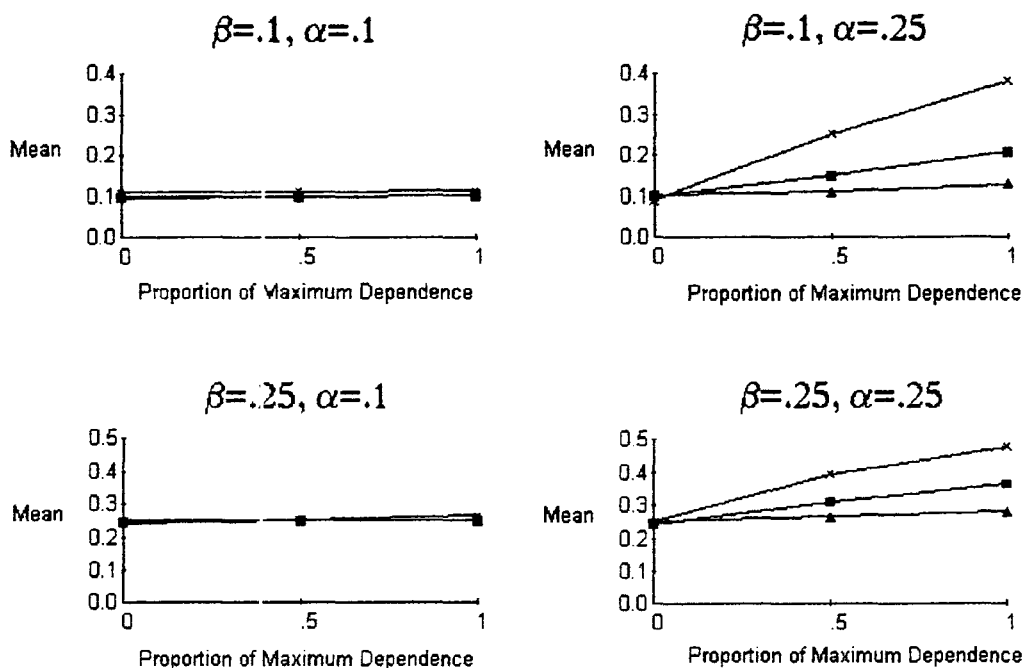 β=.1, α=.1
0.4
0.3
Mean
0.2
0.1
0.0
0 .5 1
Proportion of Maximum Dependence
β=.1, α=.25
0.4
0.3
Mean
0.2
0.1
0.0
0 .5 1
Proportion of Maximum Dependence
β=.25, α=.1
0.5
0.4
0.3
Mean
0.2
0.1
0.0
0 .5 1
Proportion of Maximum Dependence
β=.25, α=.25
0.5
0.4
0.3
Mean
0.2
0.1
0.0
0 .5 1
Proportion of Maximum Dependence